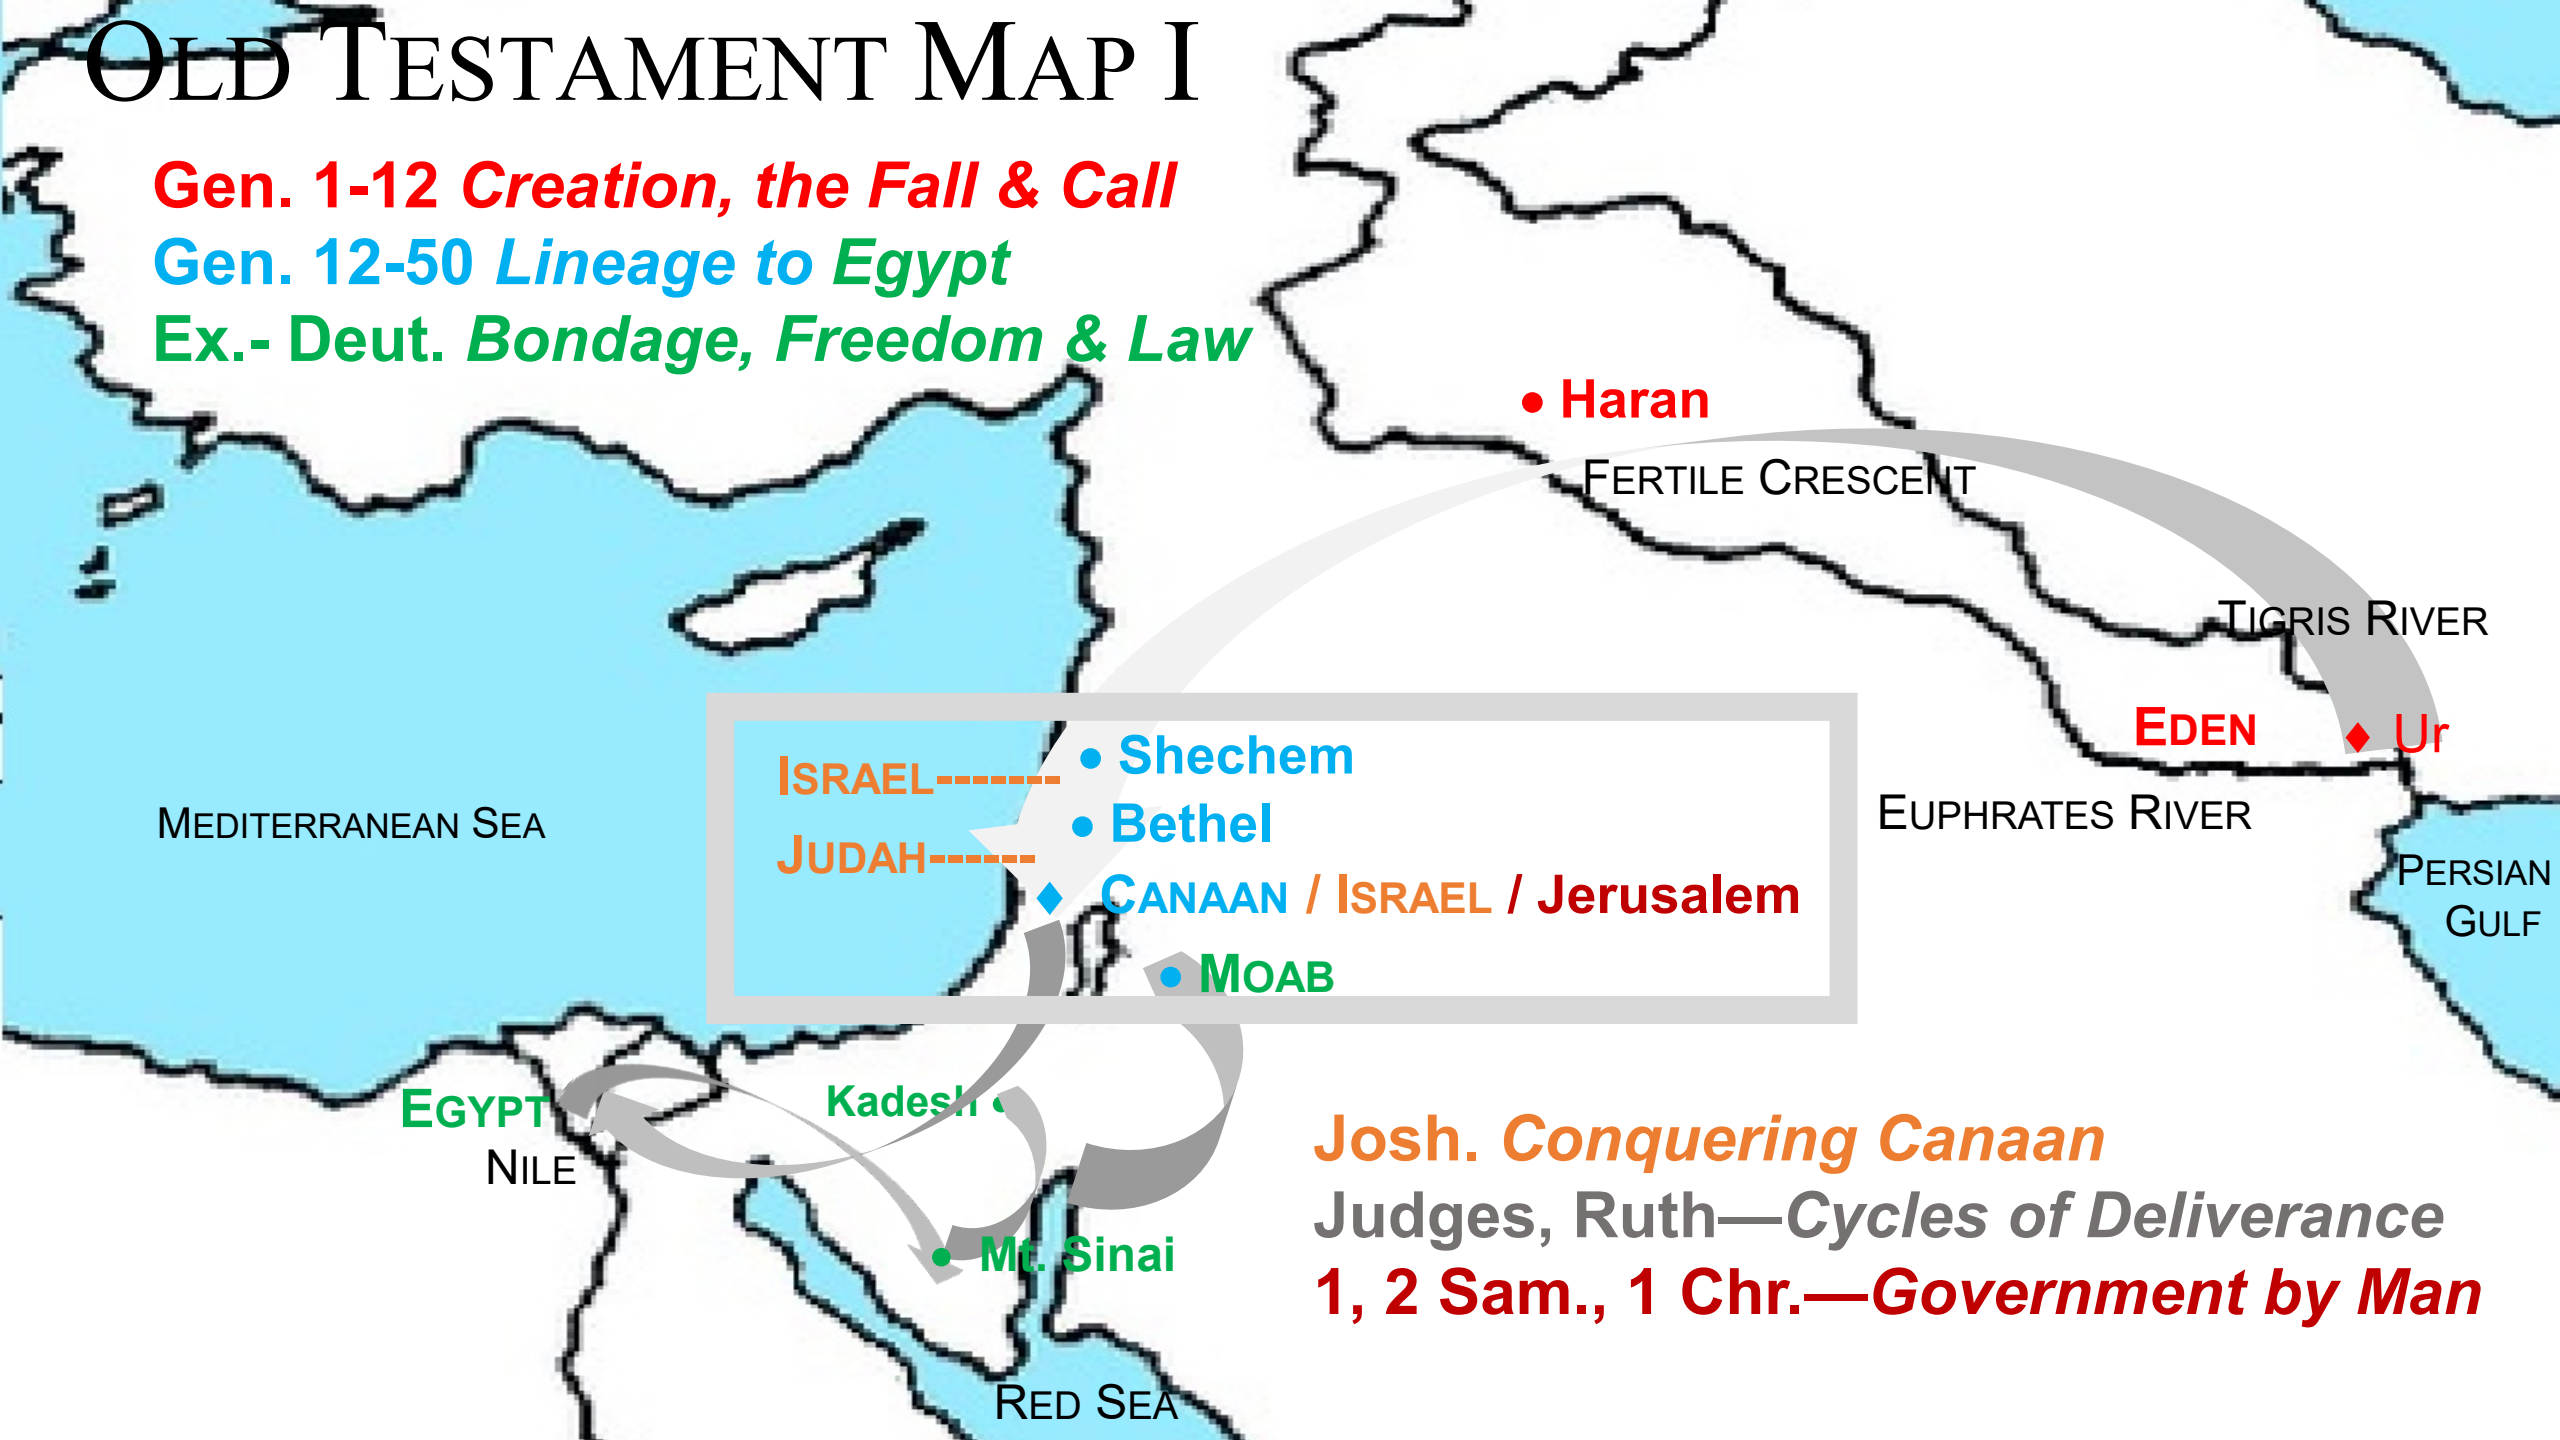 OLD TESTAMENT MAP I
Gen. 1-12 Creation, the Fall & Call
Gen. 12-50 Lineage to Egypt
Ex.- Deut. Bondage, Freedom & Law
• Haran
FERTILE CRESCENT
TIGRIS RIVER
EDEN
♦ Ur
EUPHRATES RIVER
PERSIAN
GULF
MEDITERRANEAN SEA
ISRAEL-------
JUDAH------
• Shechem
• Bethel
♦ CANAAN / ISRAEL / Jerusalem
• MOAB
Kadesh •
EGYPT
NILE
• Mt. Sinai
RED SEA
Josh. Conquering Canaan
Judges, Ruth—Cycles of Deliverance
1, 2 Sam., 1 Chr.—Government by Man